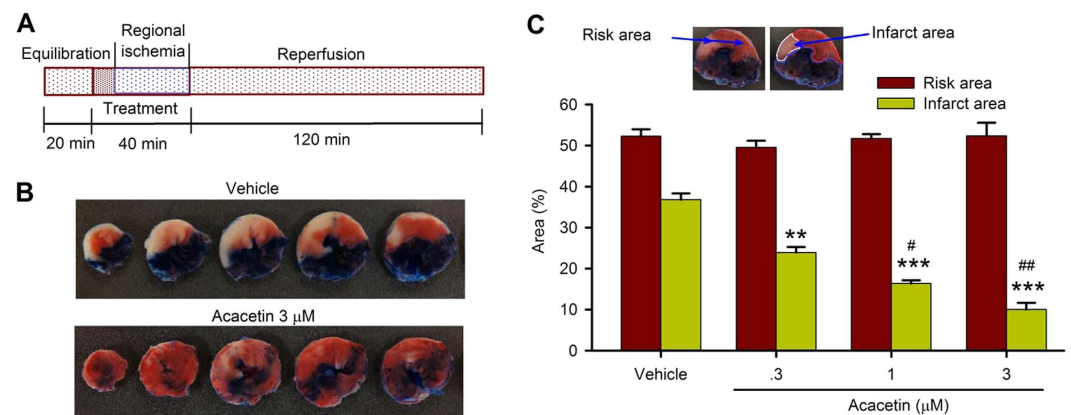 A
Equilibration
Regional
ischemia
Reperfusion
Treatment
20 min
40 min
120 min
B
Vehicle
Acacetin 3 μM
C
Risk area
Infarct area
Risk area
Infarct area
Area (%)
60
50
40
30
20
10
0
**
#
***
##
***
Vehicle
.3
1
3
Acacetin (μM)